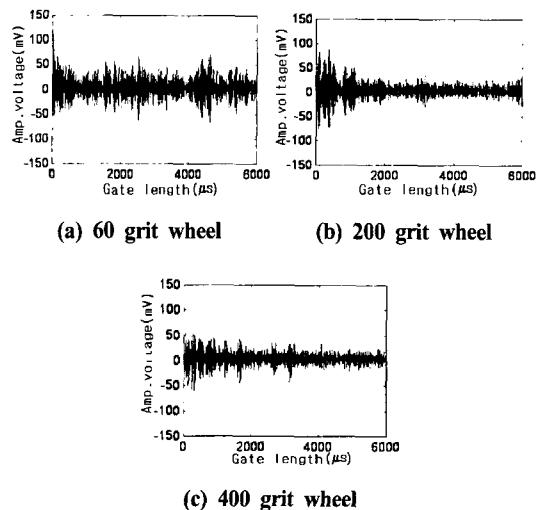 150
100
50
0
-50
-100
-150
Amp.voltage(mV)
0 2000 4000 6000
Gate length(μs)
(a) 60 grit wheel
150
100
50
0
-50
-100
-150
Amp.voltage(mV)
0 2000 4000 6000
Gate length(μs)
(b) 200 grit wheel
150
100
50
0
-50
-100
-150
Amp.voltage(mV)
0 2000 4000 6000
Gate length(μs)
(c) 400 grit wheel